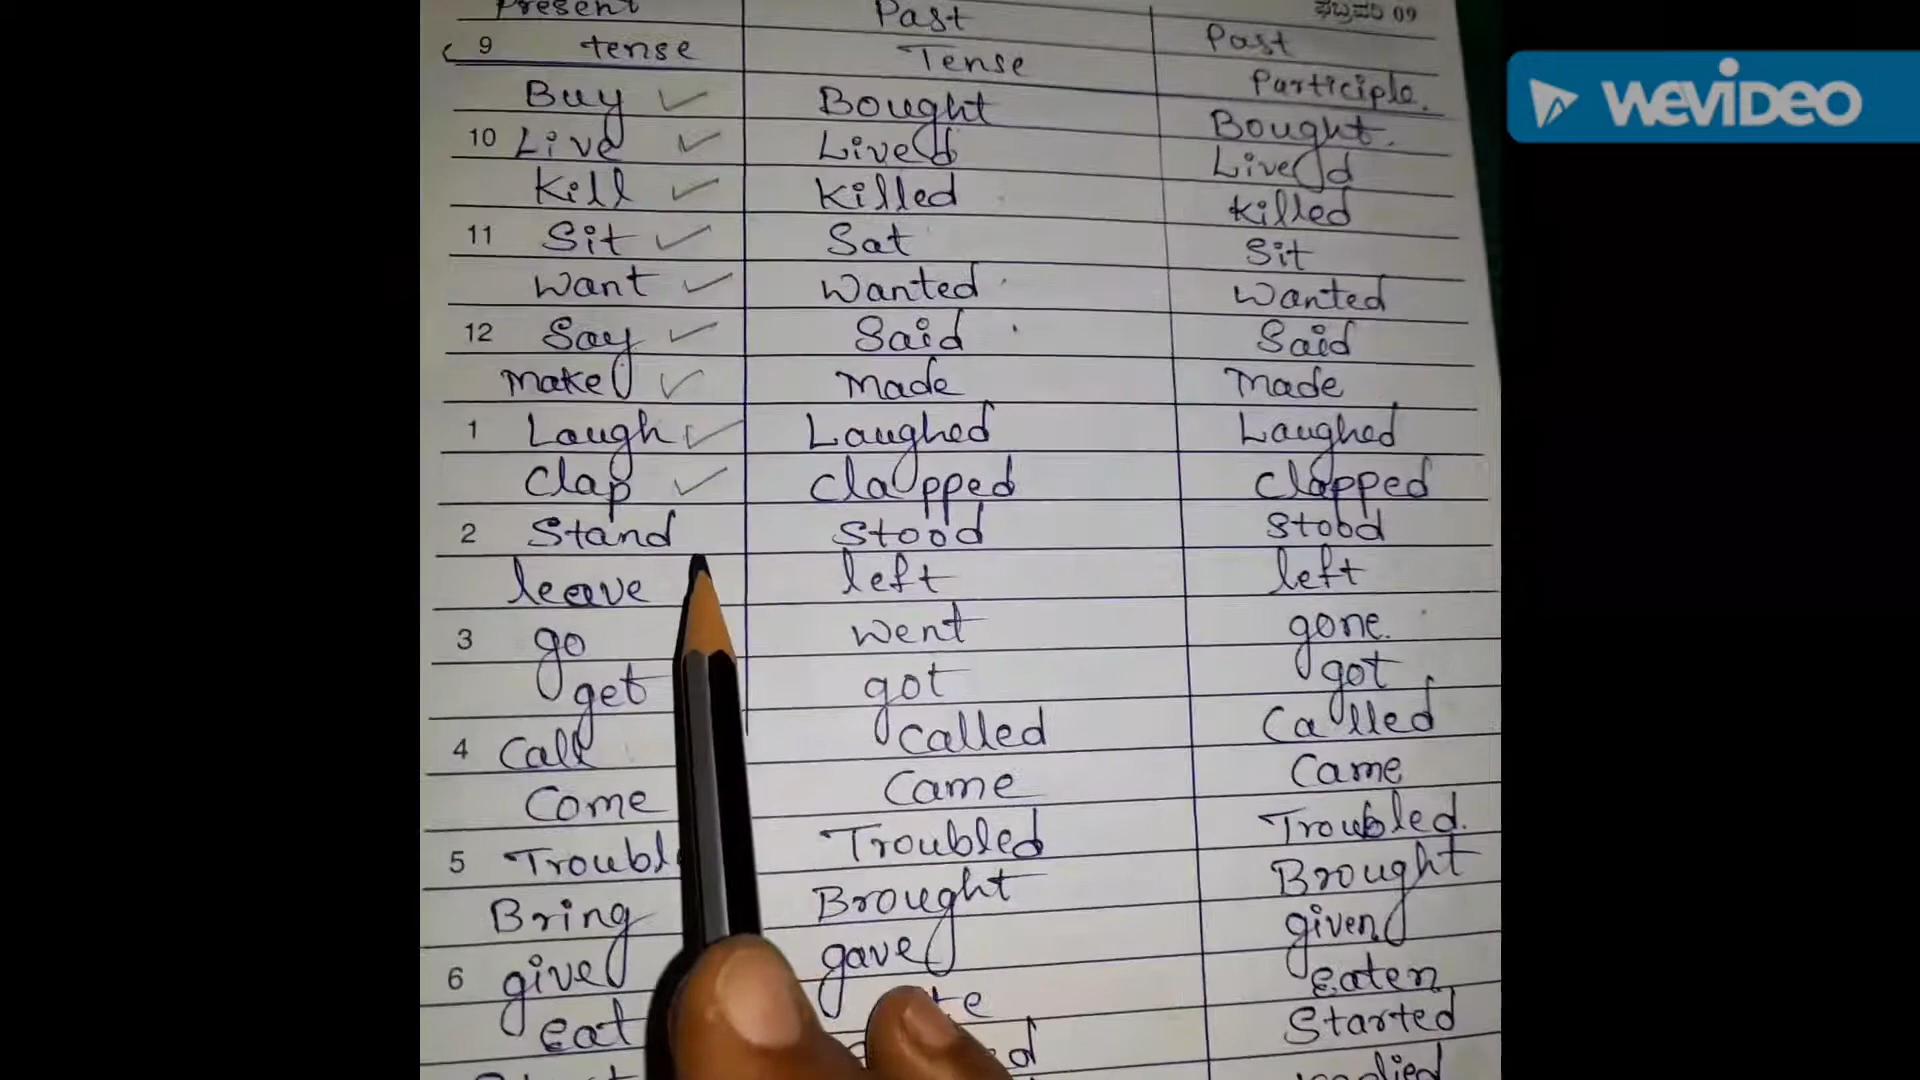 Present Past ಫೆಬ್ರವರಿ 09
9 tense Tense Past
Participle.
Buy Bought Bought.
10 Live Lived Lived
Kill Killed Killed
11 Sit Sat Sit
Want Wanted Wanted
12 Say Said Said
Make Made Made
1 Laugh Laughed Laughed
Clap Clapped Clapped
2 Stand Stood Stood
leave left left
3 go went gone.
get got got
4 Call Called Called
Come Came Came
5 Troubl Troubled Troubled.
Bring Brought Brought
6 give gave given
Eat Eaten
Started
WEVIDEO